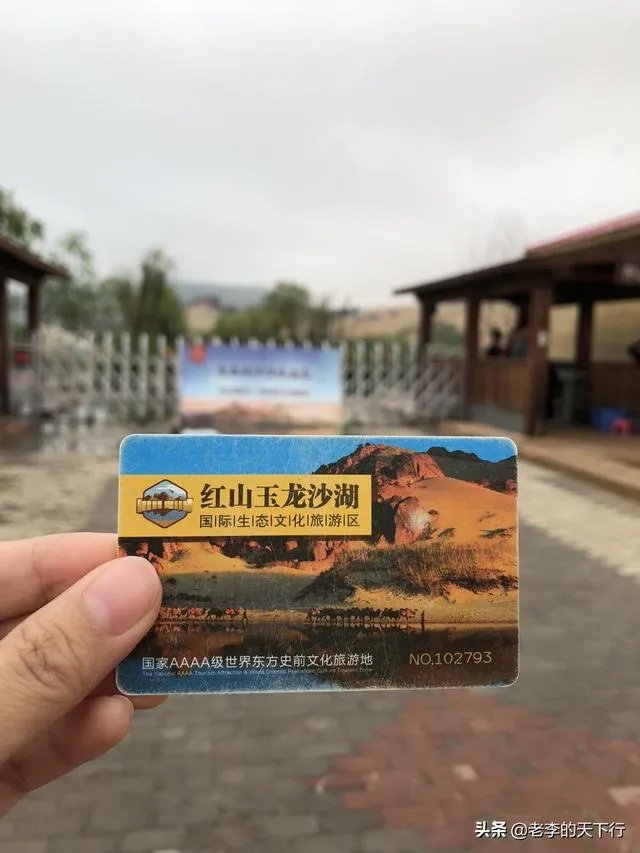 红山玉龙沙湖
国际生态文化旅游区
国家AAAA级世界东方史前文化旅游地
NO.102793
The National AAAA Tourism Attraction & World Oriental Prehistoric Culture Tourism Zone
头条 @老李的天下行